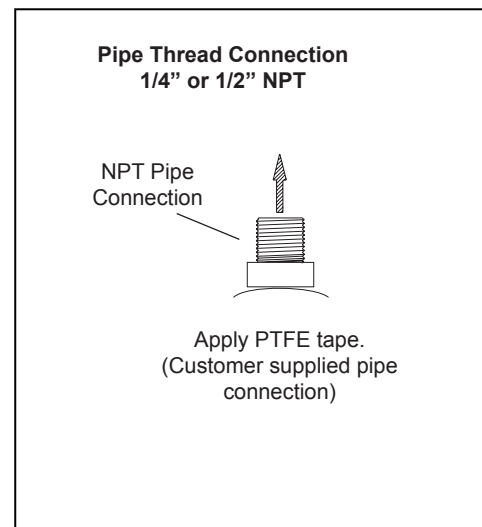 Pipe Thread Connection
1/4” or 1/2” NPT
NPT Pipe
Connection
Apply PTFE tape.
(Customer supplied pipe
connection)